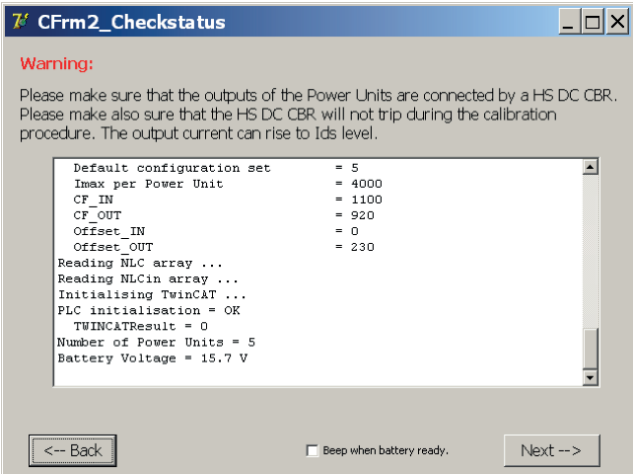 CFrm2_Checkstatus
Warning:
Please make sure that the outputs of the Power Units are connected by a HS DC CBR.
Please make also sure that the HS DC CBR will not trip during the calibration
procedure. The output current can rise to Ids level.
Default configuration set = 5
Imax per Power Unit = 4000
CF_IN = 1100
CF_OUT = 920
Offset_IN = 0
Offset_OUT = 230
Reading NLC array ...
Reading NLCin array ...
Initialising TwinCAT ...
PLC initialisation = OK
TWINCATResult = 0
Number of Power Units = 5
Battery Voltage = 15.7 V
<-- Back
Beep when battery ready.
Next -->